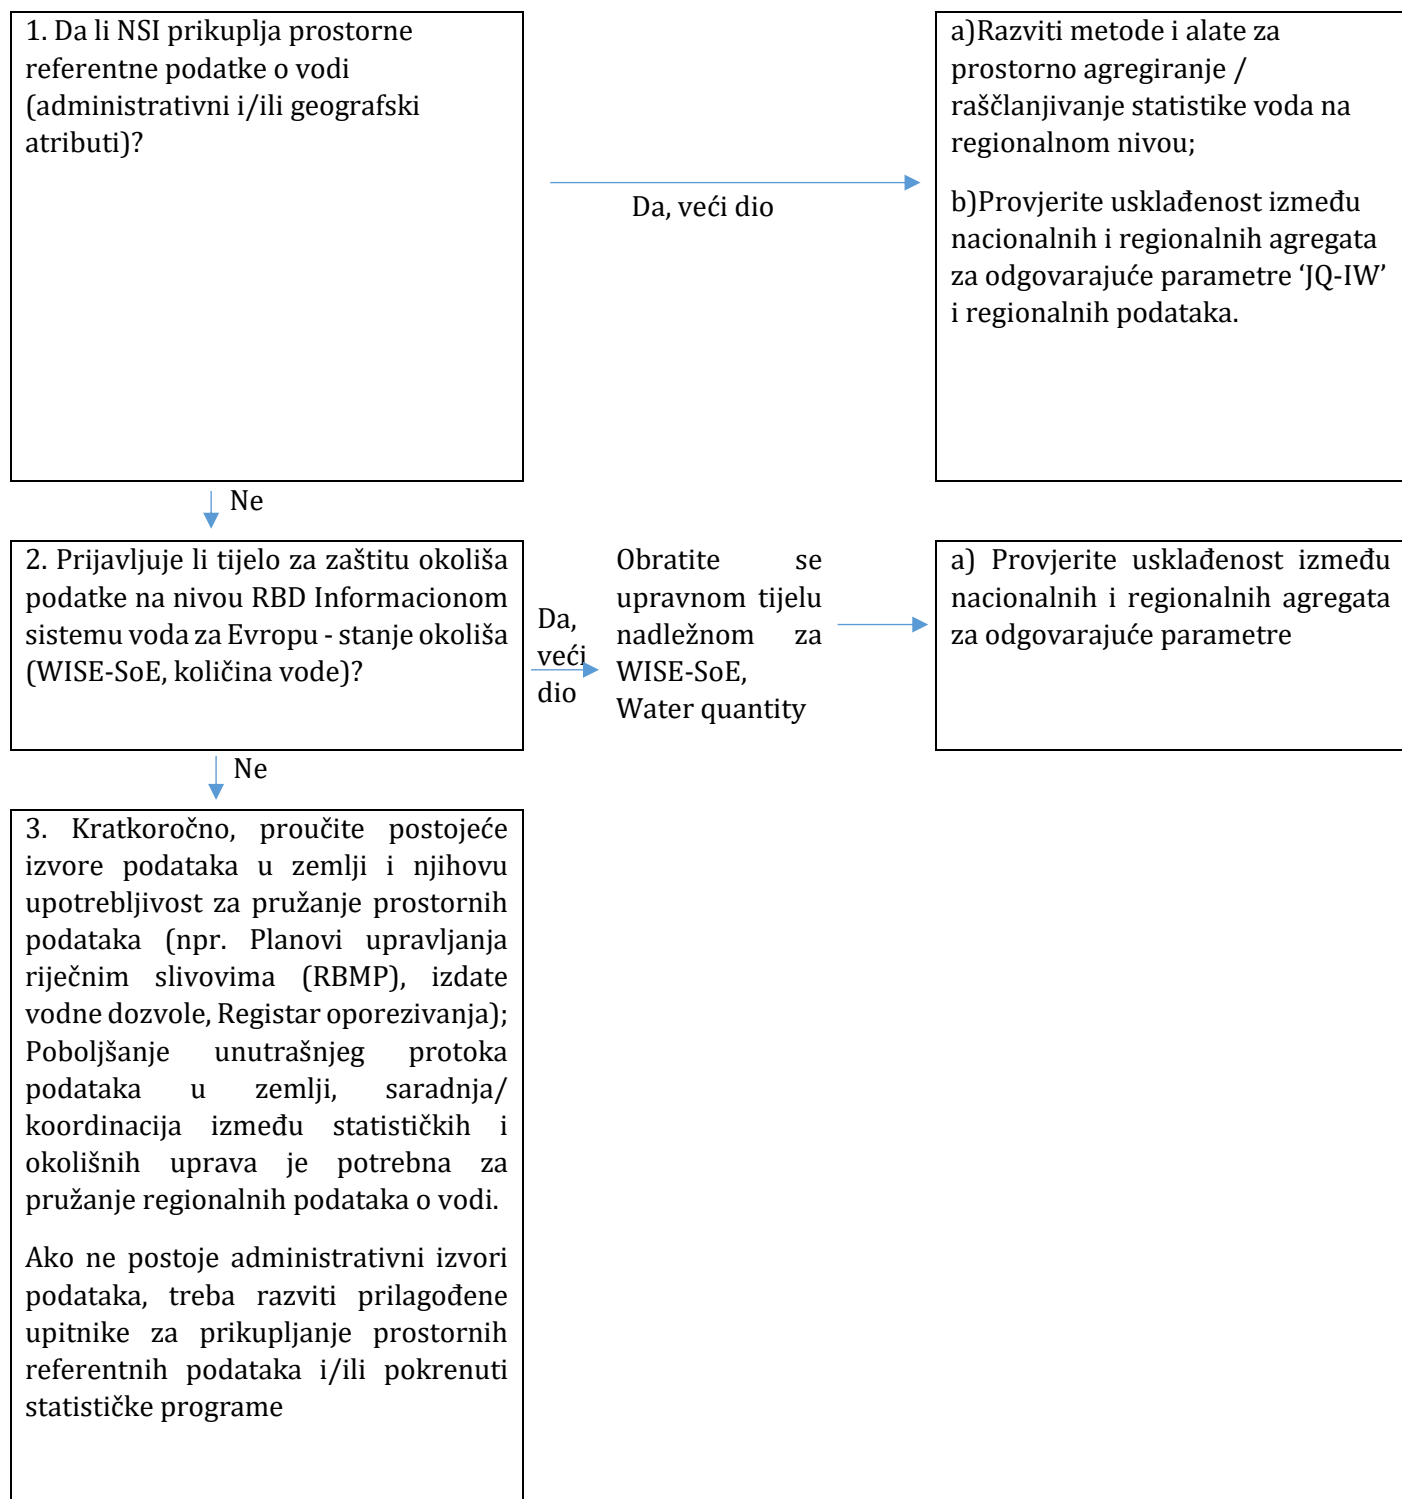 1. Da li NSI prikuplja prostorne
referentne podatke o vodi
(administrativni i/ili geografski
atributi)?
Da, veći dio
a)Razviti metode i alate za
prostorno agregiranje /
raščlanjivanje statistike voda na
regionalnom nivou;
b)Provjerite usklađenost između
nacionalnih i regionalnih agregata
za odgovarajuće parametre ‘JQ-IW’
i regionalnih podataka.
Ne
2. Prijavljuje li tijelo za zaštitu okoliša
podatke na nivou RBD Informacionom
sistemu voda za Evropu - stanje okoliša
(WISE-SoE, količina vode)?
Da,
veći
dio
Obratite se
upravnom tijelu
nadležnom za
WISE-SoE,
Water quantity
a) Provjerite usklađenost između
nacionalnih i regionalnih agregata
za odgovarajuće parametre
Ne
3. Kratkoročno, proučite postojeće
izvore podataka u zemlji i njihovu
upotrebljivost za pružanje prostornih
podataka (npr. Planovi upravljanja
riječnim slivovima (RBMP), izdate
vodne dozvole, Registar oporezivanja);
Poboljšanje unutrašnjeg protoka
podataka u zemlji, saradnja/
koordinacija između statističkih i
okolišnih uprava je potrebna za
pružanje regionalnih podataka o vodi.
Ako ne postoje administrativni izvori
podataka, treba razviti prilagođene
upitnike za prikupljanje prostornih
referentnih podataka i/ili pokrenuti
statističke programe